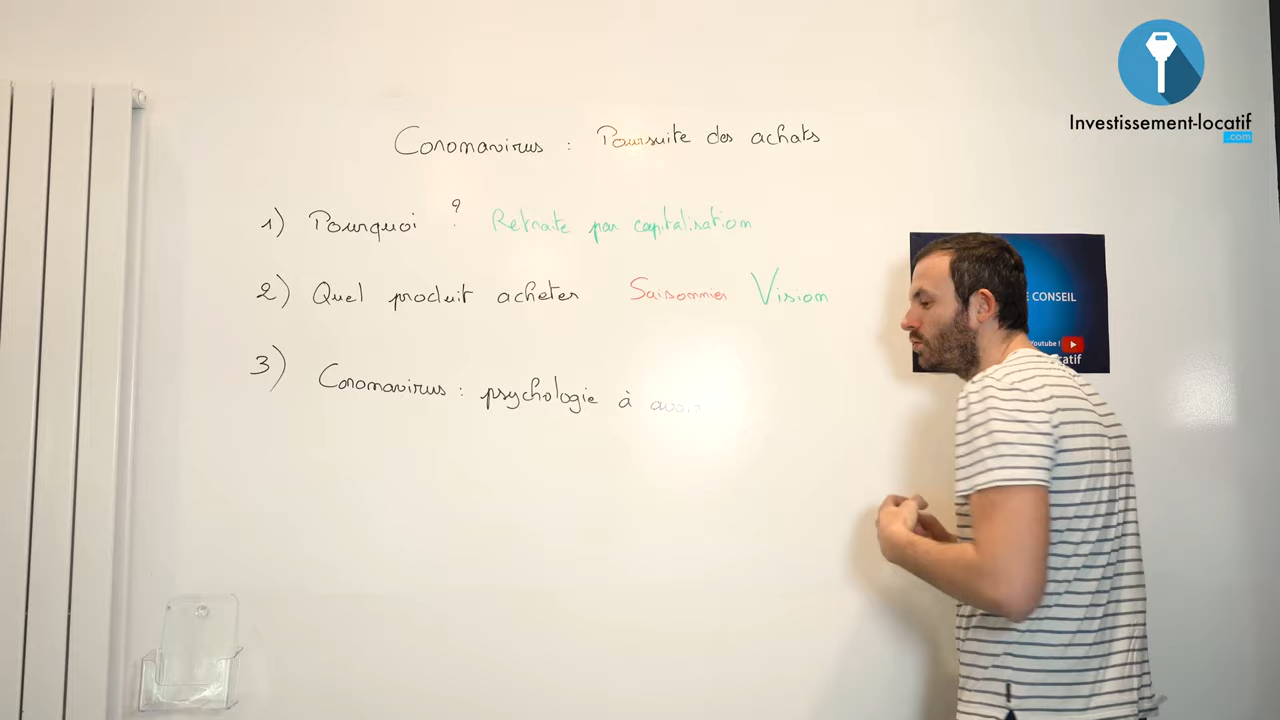 Investissement-locatif
.com
Coronavirus : Poursuite des achats
1) Pourquoi ? Retraite par capitalisation
2) Quel produit acheter Saisonnier Vision
3) Coronavirus : psychologie à avoir
CONSEIL
Youtube !